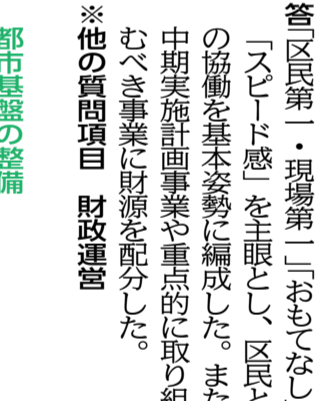 答「区民第一・現場第一」「おもてなし
「スピード感」を主眼とし、区民と
の協働を基本姿勢に編成した。また
中期実施計画事業や重点的に取り組
むべき事業に財源を配分した。
※他の質問項目　財政運営
都市基盤の整備